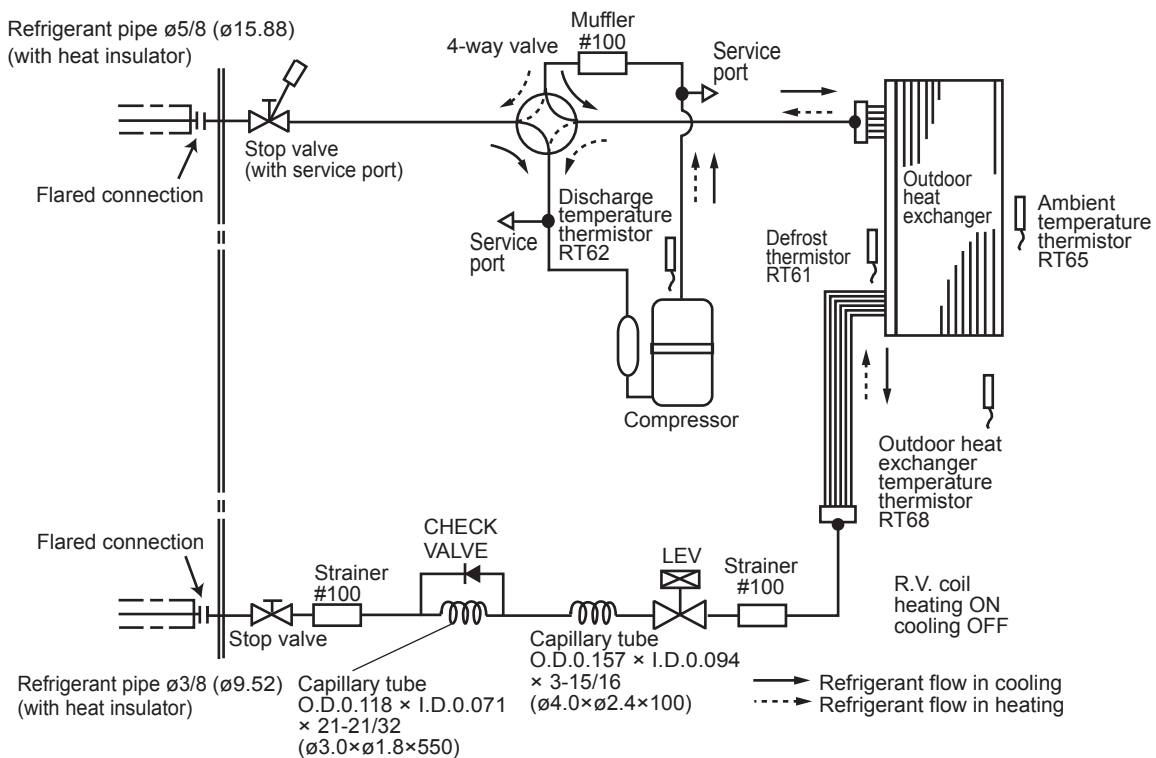 Refrigerant pipe ø5/8 (ø15.88)
(with heat insulator)
4-way valve
Muffler
#100
Service
port
Stop valve
(with service port)
Flared connection
Discharge
temperature
thermistor
RT62
Service
port
Outdoor
heat
exchanger
Ambient
temperature
thermistor
RT65
Defrost
thermistor
RT61
Compressor
Outdoor heat
exchanger
temperature
thermistor
RT68
Flared connection
CHECK
VALVE
LEV
Strainer
#100
Strainer
#100
R.V. coil
heating ON
cooling OFF
Stop valve
Refrigerant pipe ø3/8 (ø9.52)
(with heat insulator)
Capillary tube
O.D.0.118 × I.D.0.071
× 21-21/32
(ø3.0×ø1.8×550)
Capillary tube
O.D.0.157 × I.D.0.094
× 3-15/16
(ø4.0×ø2.4×100)
Refrigerant flow in cooling
Refrigerant flow in heating